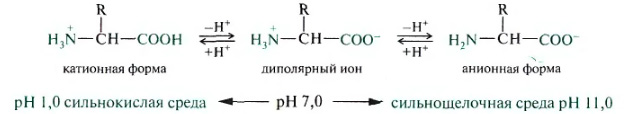 R R R
H₃N⁺—CH—COOH −H⁺ ⇌ +H⁺ H₃N⁺—CH—COO⁻ −H⁺ ⇌ +H⁺ H₂N—CH—COO⁻
катионная форма диполярный ион анионная форма
pH 1,0 сильнокислая среда ← pH 7,0 → сильнощелочная среда pH 11,0